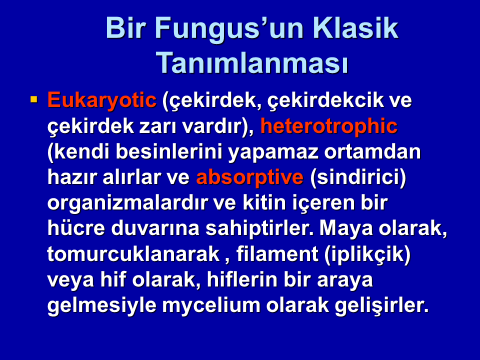 Bir Fungus’un Klasik
Tanımlanması
Eukaryotic (çekirdek, çekirdekcik ve
çekirdek zarı vardır), heterotrophic
(kendi besinlerini yapamaz ortamdan
hazır alırlar ve absorptive (sindirici)
organizmalardır ve kitin içeren bir
hücre duvarına sahiptirler. Maya olarak,
tomurcuklanarak , filament (iplikçik)
veya hif olarak, hiflerin bir araya
gelmesiyle mycelium olarak gelişirler.